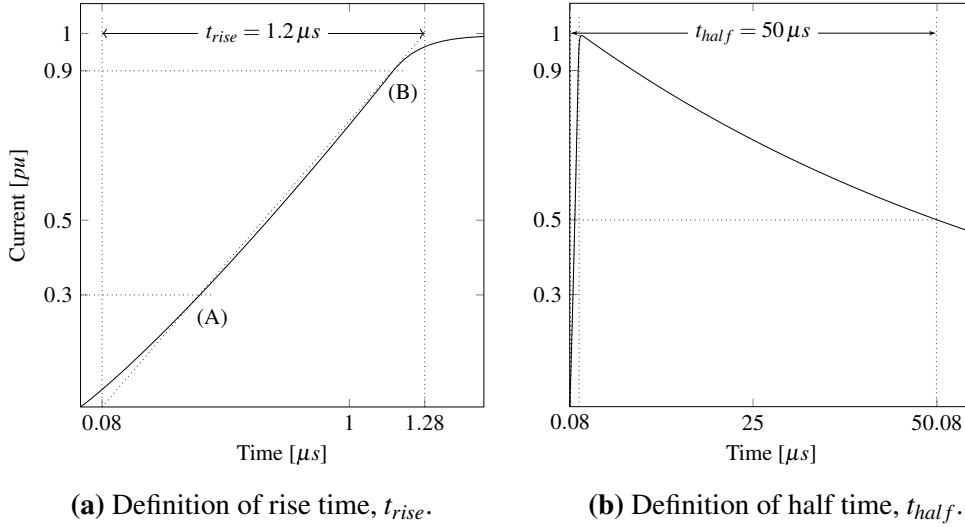 t_rise = 1.2 μs
1
0.9
0.5
0.3
Current [pu]
(B)
(A)
0.08 1 1.28
Time [μs]
(a) Definition of rise time, t_rise.
t_half = 50 μs
1
0.9
0.5
0.3
0.08 25 50.08
Time [μs]
(b) Definition of half time, t_half.